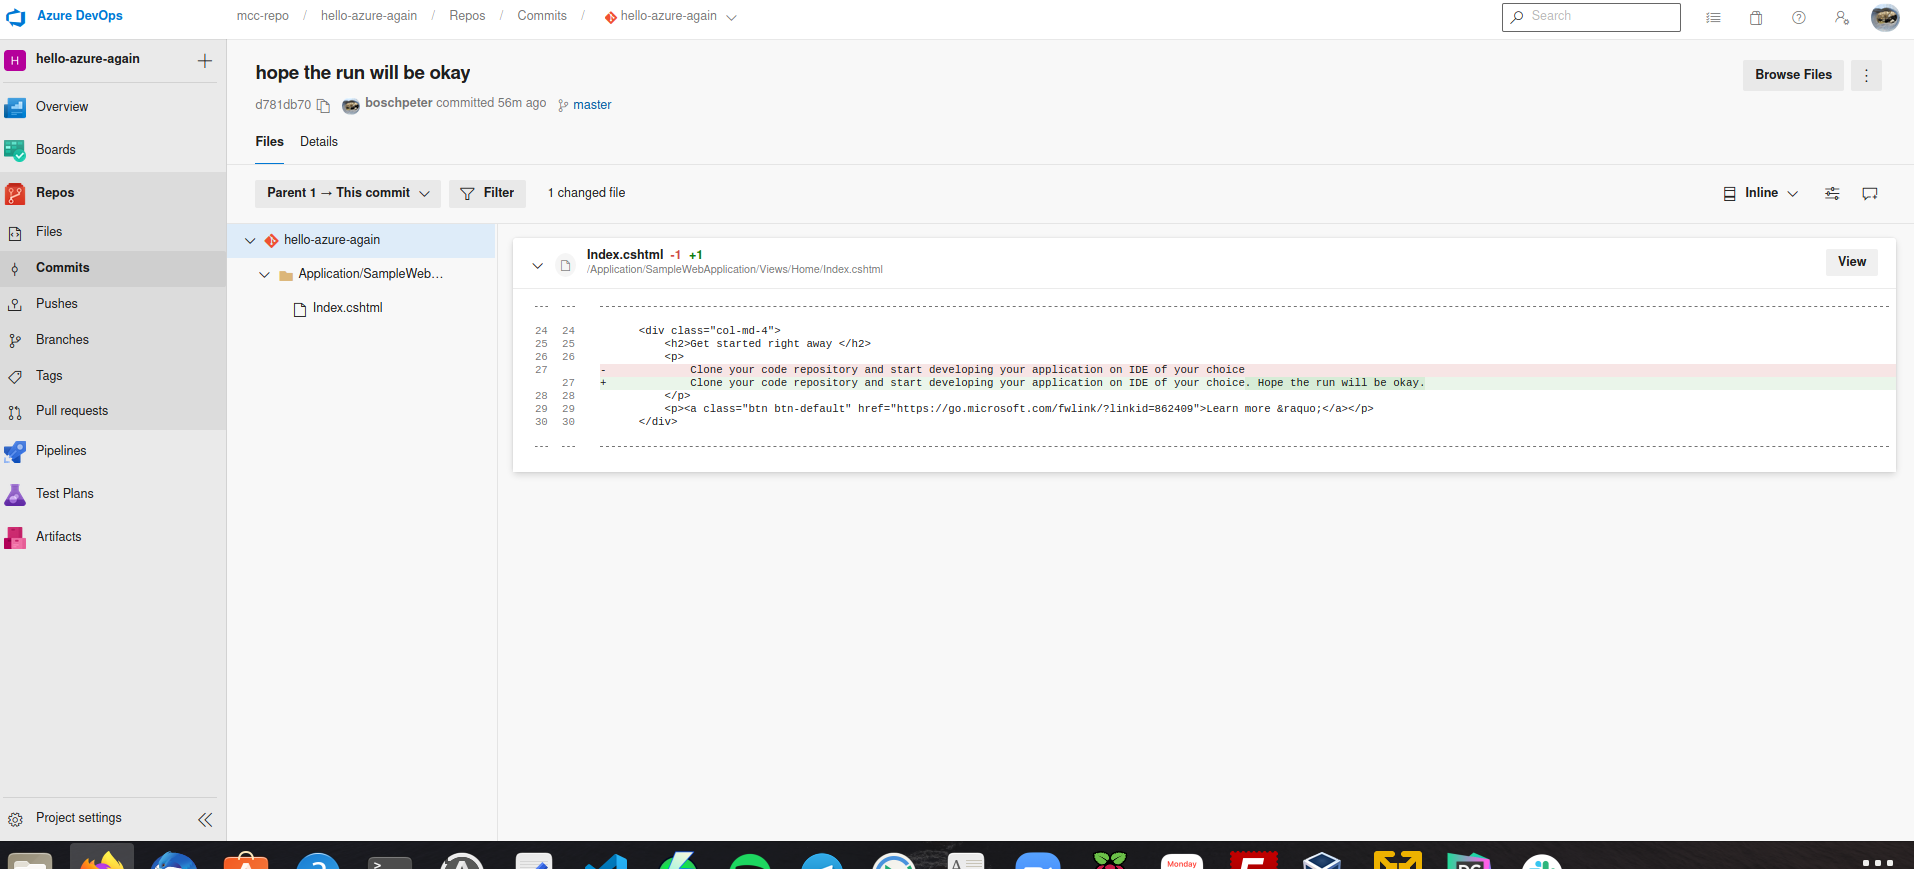 Azure DevOps
mcc-repo / hello-azure-again / Repos / Commits / hello-azure-again
Search
H hello-azure-again
Overview
Boards
Repos
Files
Commits
Pushes
Branches
Tags
Pull requests
Pipelines
Test Plans
Artifacts
Project settings
hope the run will be okay
d781db70 boschpeter committed 56m ago master
Browse Files
Files Details
Parent 1 → This commit Filter 1 changed file
Inline
hello-azure-again
Application/SampleWeb...
Index.cshtml
Index.cshtml -1 +1
/Application/SampleWebApplication/Views/Home/Index.cshtml
View
24 24 <div class="col-md-4">
25 25 <h2>Get started right away </h2>
26 26 <p>
27 - Clone your code repository and start developing your application on IDE of your choice
27 + Clone your code repository and start developing your application on IDE of your choice. Hope the run will be okay.
28 28 </p>
29 29 <p><a class="btn btn-default" href="https://go.microsoft.com/fwlink/?linkid=862409">Learn more &raquo;</a></p>
30 30 </div>
Monday